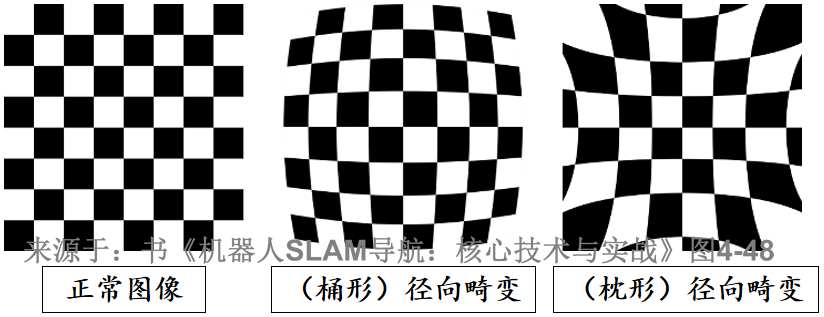 来源于：书《机器人SLAM导航：核心技术与实战》图4-48
正常图像
（桶形）径向畸变
（枕形）径向畸变